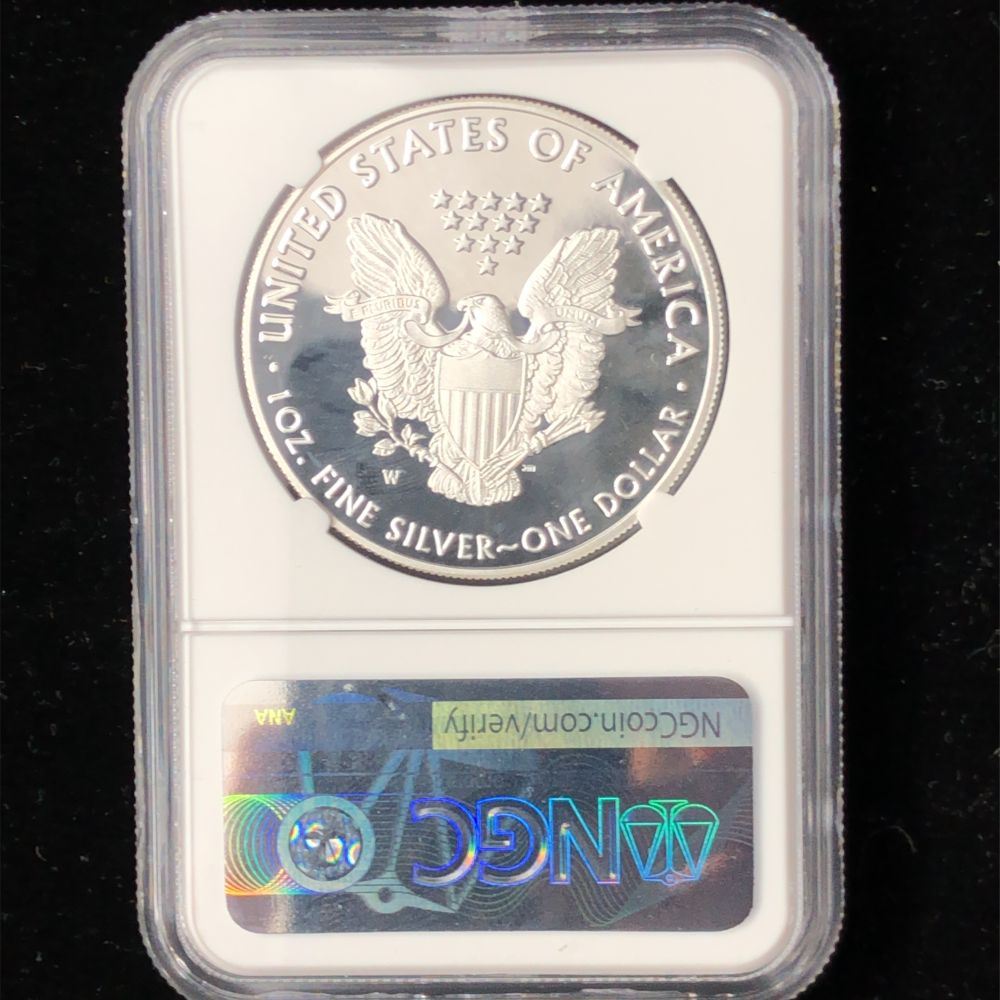 UNITED STATES OF AMERICA
E PLURIBUS UNUM
W
1 OZ. FINE SILVER~ONE DOLLAR
NGCcoin.com/verify
ANA
NGC